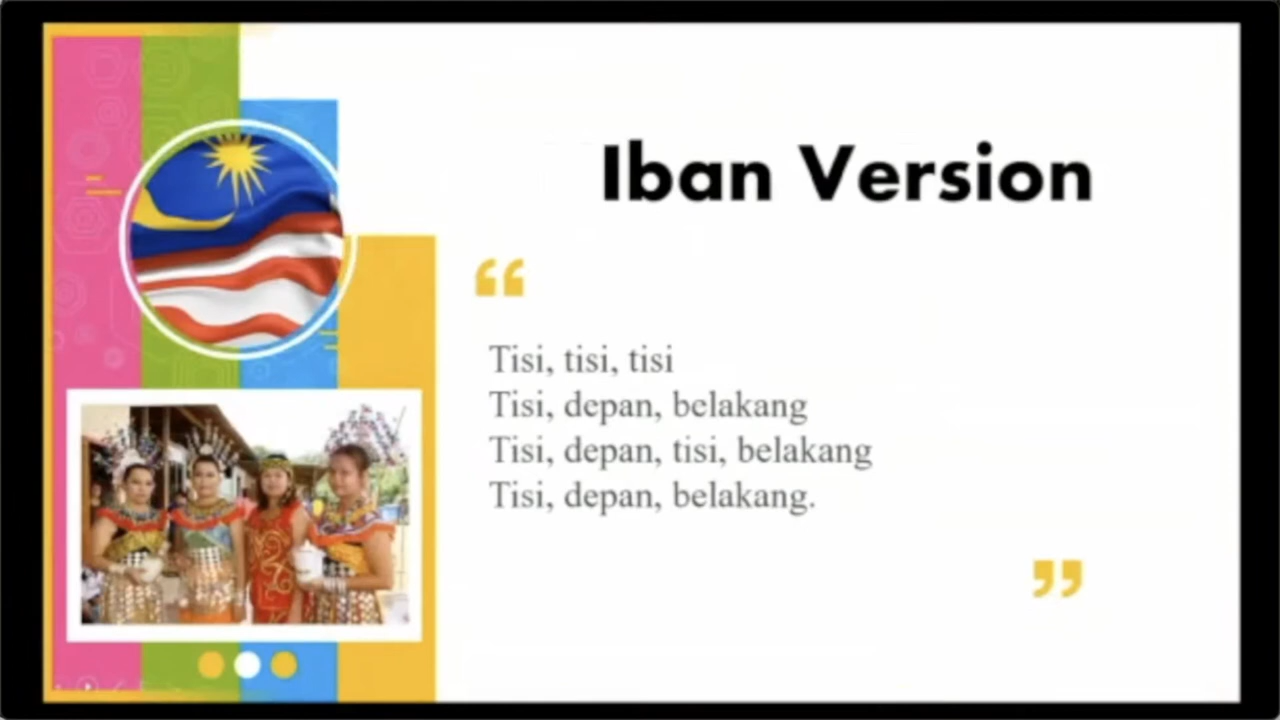 Iban Version
“
Tisi, tisi, tisi
Tisi, depan, belakang
Tisi, depan, tisi, belakang
Tisi, depan, belakang.
”